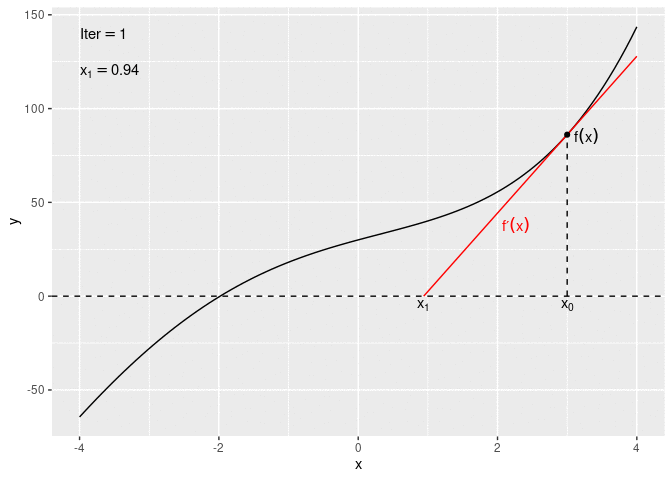 150
100
50
0
-50
-4
-2
0
2
4
x
y
Iter = 1
x₁ = 0.94
f(x)
f′(x)
x₁
x₀